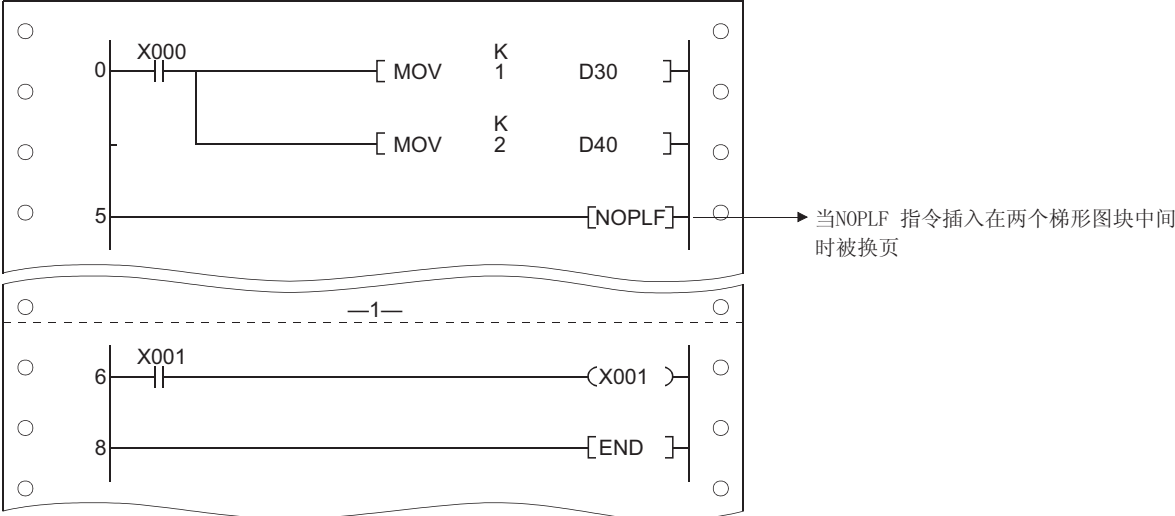 X000
0 [ MOV K 1 D30 ]
[ MOV K 2 D40 ]
5 [NOPLF]
当NOPLF 指令插入在两个梯形图块中间
时被换页
—1—
X001
6 (X001 )
8 [END ]